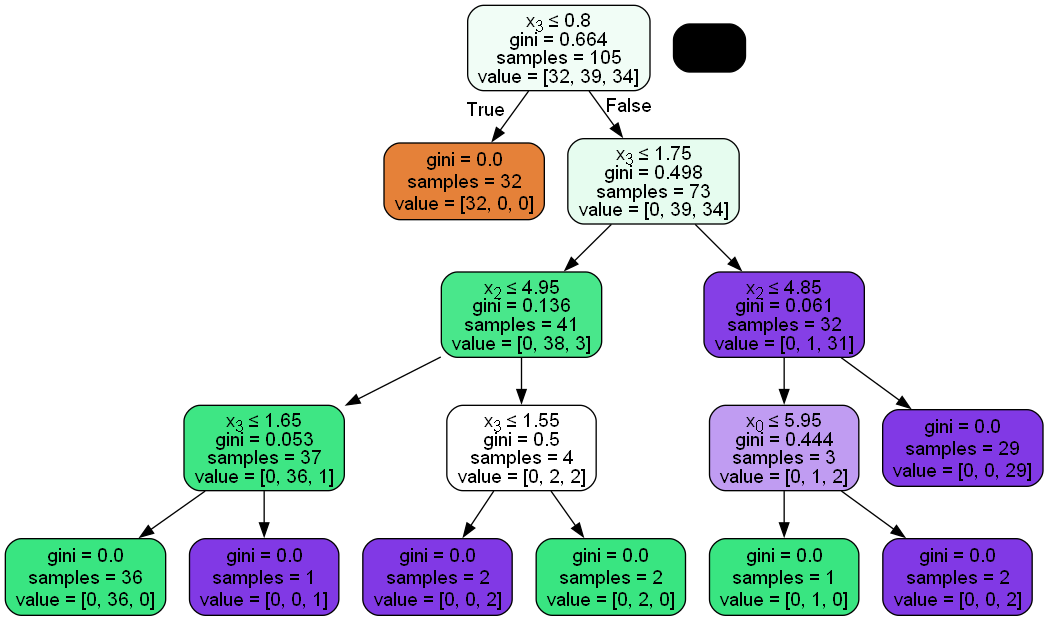 x₃ ≤ 0.8
gini = 0.664
samples = 105
value = [32, 39, 34]
True
False
gini = 0.0
samples = 32
value = [32, 0, 0]
x₃ ≤ 1.75
gini = 0.498
samples = 73
value = [0, 39, 34]
x₂ ≤ 4.95
gini = 0.136
samples = 41
value = [0, 38, 3]
x₂ ≤ 4.85
gini = 0.061
samples = 32
value = [0, 1, 31]
x₃ ≤ 1.65
gini = 0.053
samples = 37
value = [0, 36, 1]
x₃ ≤ 1.55
gini = 0.5
samples = 4
value = [0, 2, 2]
x₀ ≤ 5.95
gini = 0.444
samples = 3
value = [0, 1, 2]
gini = 0.0
samples = 29
value = [0, 0, 29]
gini = 0.0
samples = 36
value = [0, 36, 0]
gini = 0.0
samples = 1
value = [0, 0, 1]
gini = 0.0
samples = 2
value = [0, 0, 2]
gini = 0.0
samples = 2
value = [0, 2, 0]
gini = 0.0
samples = 1
value = [0, 1, 0]
gini = 0.0
samples = 2
value = [0, 0, 2]